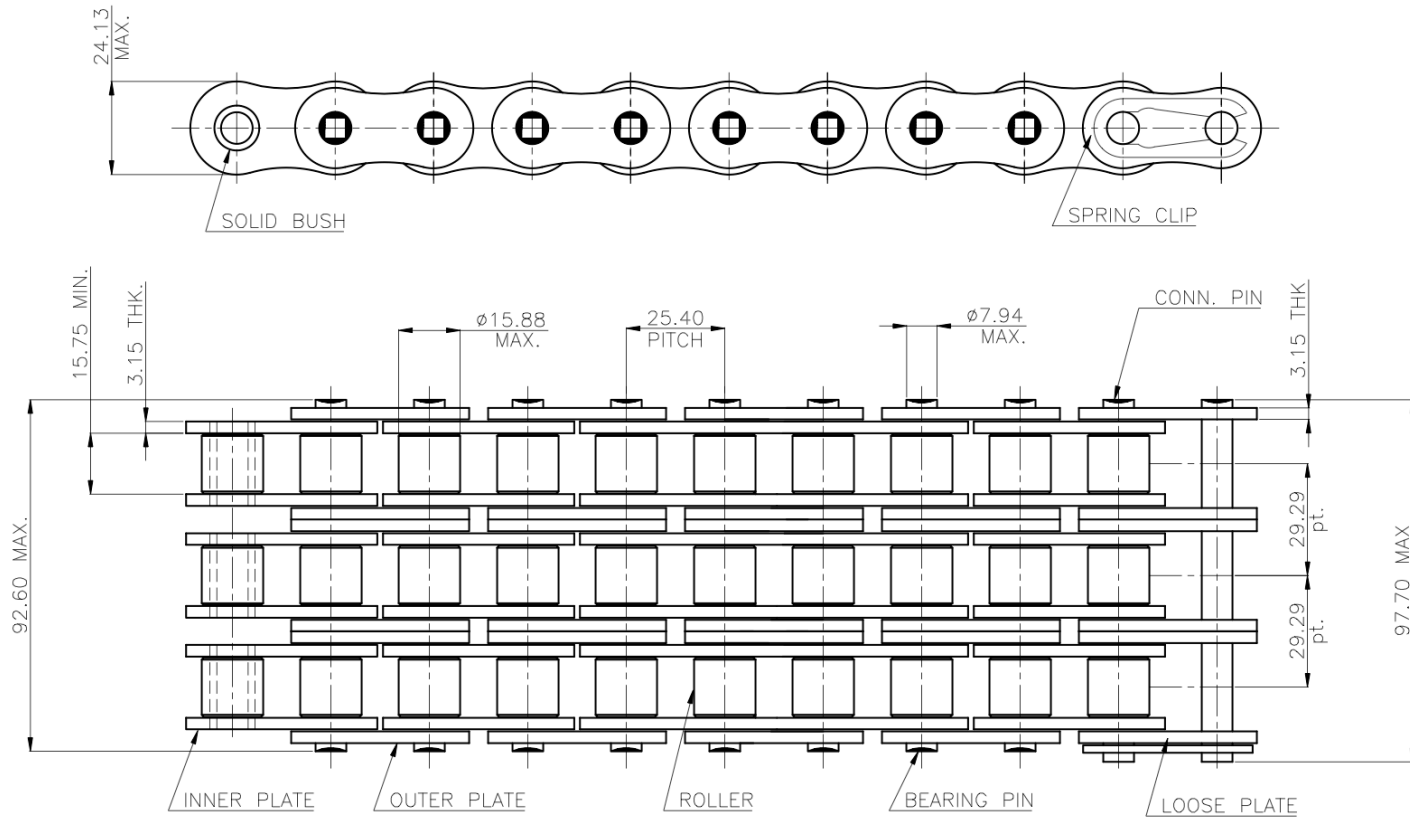 24.13
MAX.
SOLID BUSH
SPRING CLIP
15.75 MIN.
3.15 THK.
ø15.88
MAX.
25.40
PITCH
ø7.94
MAX.
CONN. PIN
3.15 THK
92.60 MAX.
29.29
pt.
29.29
pt.
97.70 MAX
INNER PLATE
OUTER PLATE
ROLLER
BEARING PIN
LOOSE PLATE